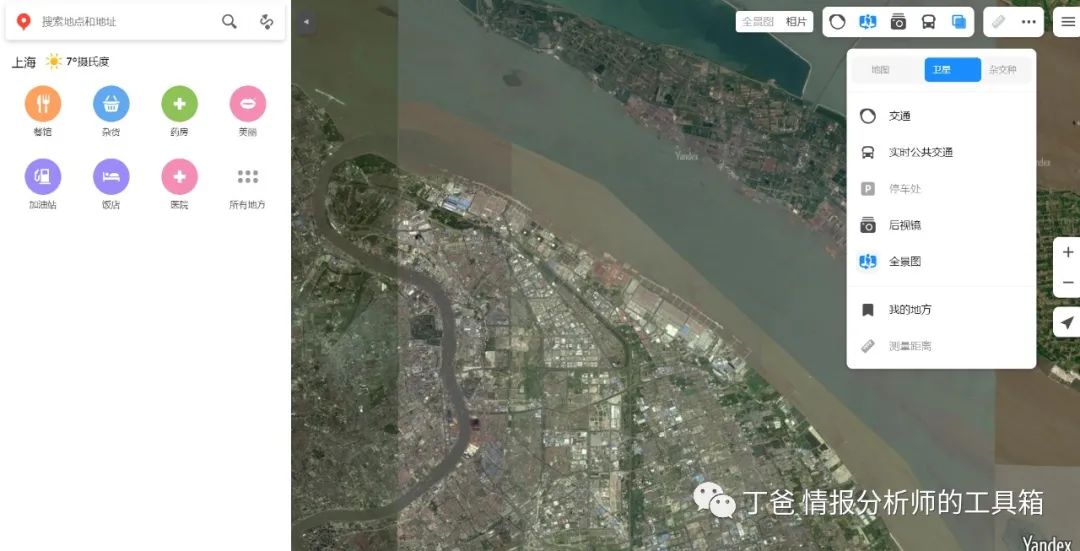 搜索地点和地址
上海 7°摄氏度
餐馆 杂货 药房 美丽
加油站 饭店 医院 所有地方
全景图 相片
地图 卫星 杂交种
交通
实时公共交通
P 停车处
后视镜
全景图
我的地方
测量距离
Yandex
丁爸 情报分析师的工具箱
Yandex